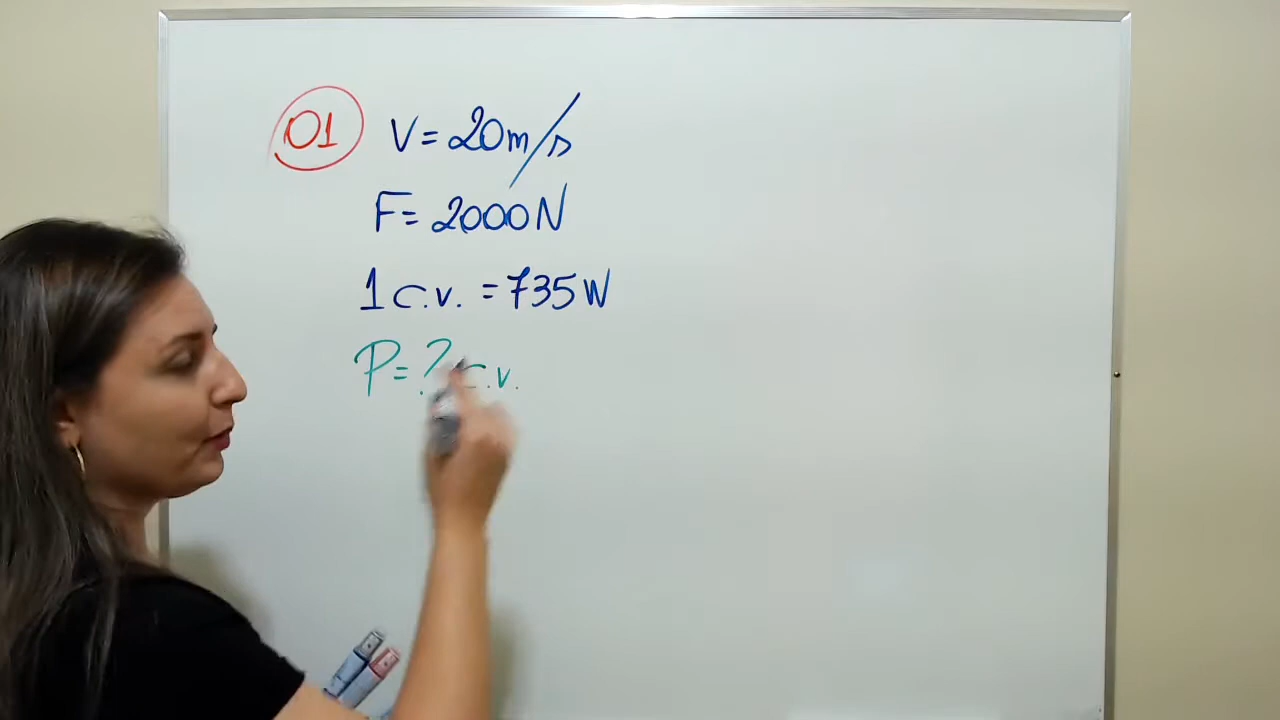 01 V = 20m/s
F = 2000N
1 c.v. = 735W
P = ? c.v.